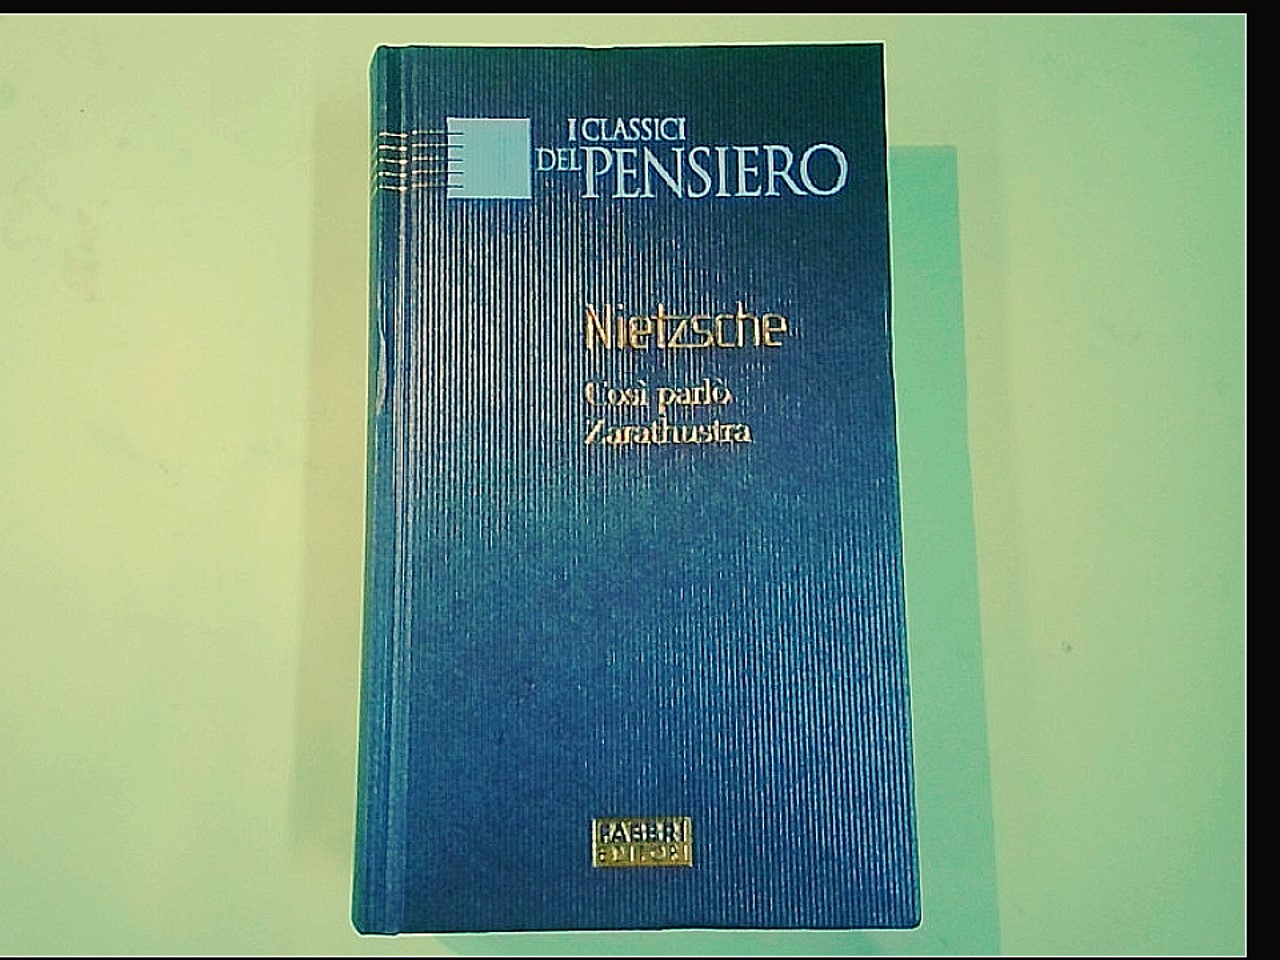 I CLASSICI
DEL PENSIERO
Nietzsche
Così parlò
Zarathustra
FABBRI
EDITORI